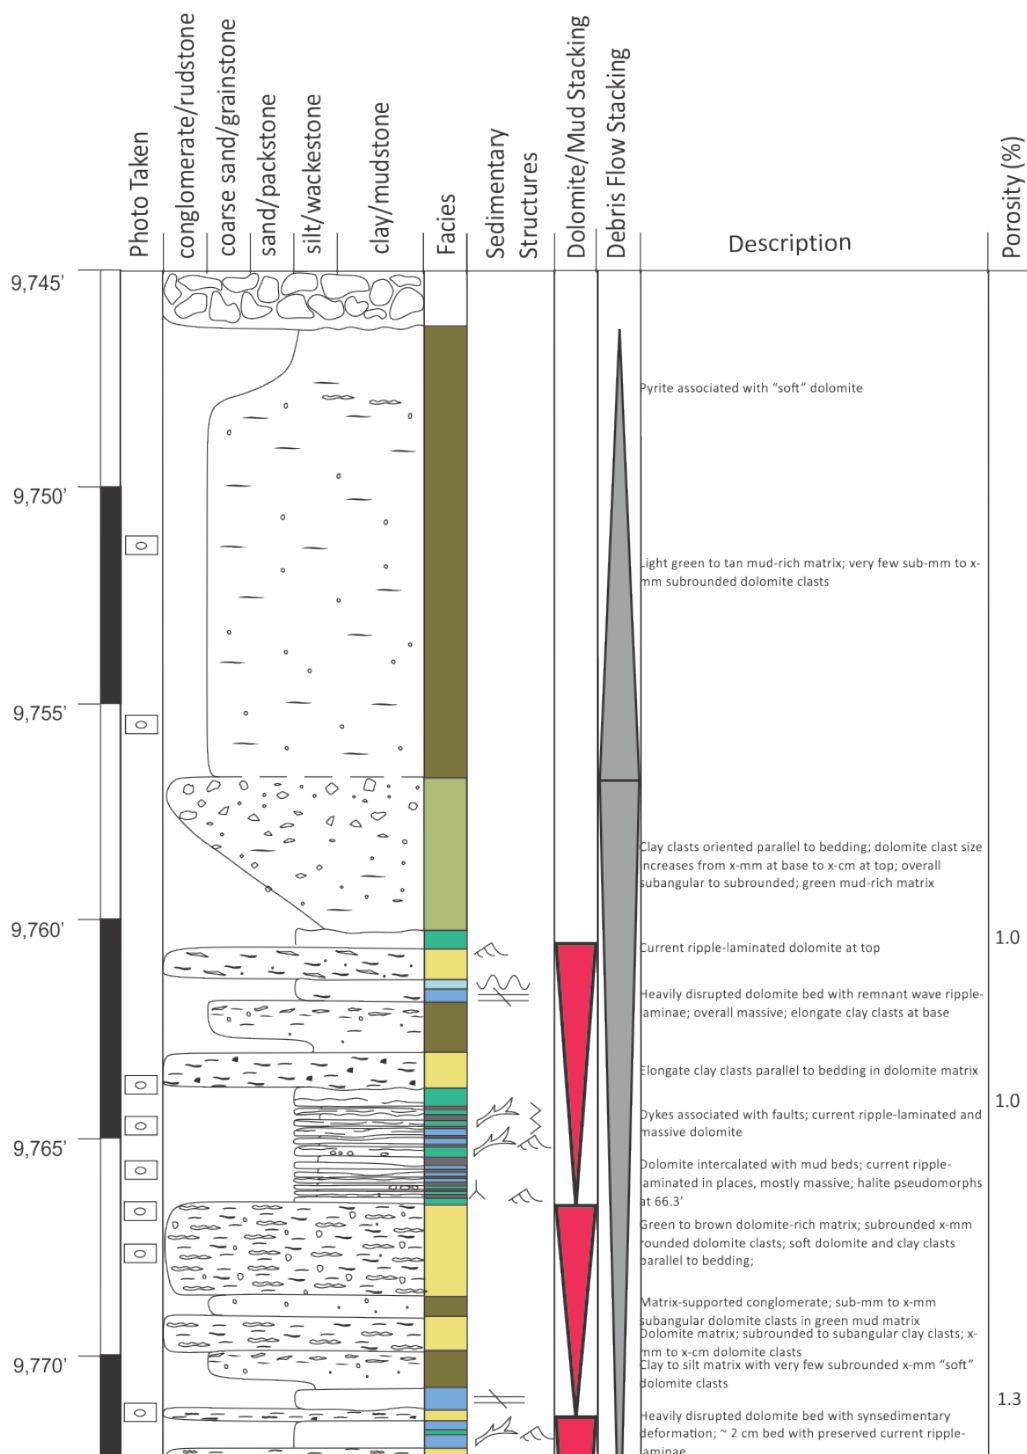 Photo Taken
conglomerate/rudstone
coarse sand/grainstone
sand/packstone
silt/wackestone
clay/mudstone
Facies
Sedimentary
Structures
Dolomite/Mud Stacking
Debris Flow Stacking
Description
Porosity (%)
9,745'
Pyrite associated with "soft" dolomite
9,750'
Light green to tan mud-rich matrix; very few sub-mm to x-
mm subrounded dolomite clasts
9,755'
Clay clasts oriented parallel to bedding; dolomite clast size
increases from x-mm at base to x-cm at top; overall
subangular to subrounded; green mud-rich matrix
9,760'
1.0
Current ripple-laminated dolomite at top
Heavily disrupted dolomite bed with remnant wave ripple-
laminae; overall massive; elongate clay clasts at base
Elongate clay clasts parallel to bedding in dolomite matrix
1.0
Dykes associated with faults; current ripple-laminated and
massive dolomite
9,765'
Dolomite intercalated with mud beds; current ripple-
laminated in places, mostly massive; halite pseudomorphs
at 66.3'
Green to brown dolomite-rich matrix; subrounded x-mm
rounded dolomite clasts; soft dolomite and clay clasts
parallel to bedding;
Matrix-supported conglomerate; sub-mm to x-mm
subangular dolomite clasts in green mud matrix
Dolomite matrix; subrounded to subangular clay clasts; x-
mm to x-cm dolomite clasts
9,770'
Clay to silt matrix with very few subrounded x-mm "soft"
dolomite clasts
1.3
Heavily disrupted dolomite bed with synsedimentary
deformation; ~ 2 cm bed with preserved current ripple-
laminae